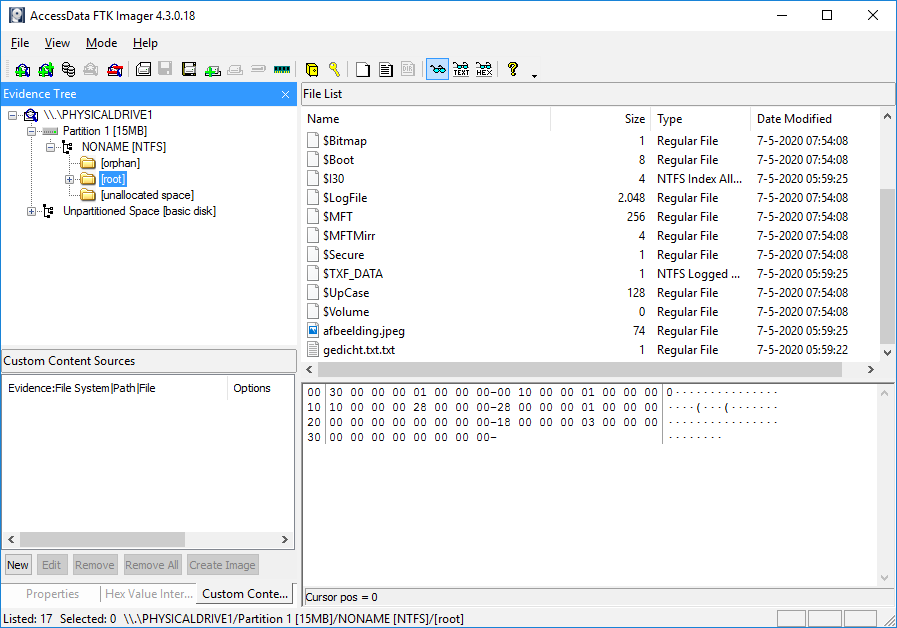 AccessData FTK Imager 4.3.0.18
File View Mode Help
Evidence Tree
\\.\PHYSICALDRIVE1
Partition 1 [15MB]
NONAME [NTFS]
[orphan]
[root]
[unallocated space]
Unpartitioned Space [basic disk]
Custom Content Sources
Evidence:File System|Path|File Options
New Edit Remove Remove All Create Image
Properties Hex Value Inter... Custom Conte...
File List
Name Size Type Date Modified
$Bitmap 1 Regular File 7-5-2020 07:54:08
$Boot 8 Regular File 7-5-2020 07:54:08
$I30 4 NTFS Index All... 7-5-2020 05:59:25
$LogFile 2.048 Regular File 7-5-2020 07:54:08
$MFT 256 Regular File 7-5-2020 07:54:08
$MFTMirr 4 Regular File 7-5-2020 07:54:08
$Secure 1 Regular File 7-5-2020 07:54:08
$TXF_DATA 1 NTFS Logged ... 7-5-2020 05:59:25
$UpCase 128 Regular File 7-5-2020 07:54:08
$Volume 0 Regular File 7-5-2020 07:54:08
afbeelding.jpeg 74 Regular File 7-5-2020 05:59:25
gedicht.txt.txt 1 Regular File 7-5-2020 05:59:22
00 30 00 00 00 01 00 00 00-00 10 00 00 01 00 00 00 0···············
10 10 00 00 00 28 00 00 00-28 00 00 00 01 00 00 00 ····(···(·······
20 00 00 00 00 00 00 00 00-18 00 00 00 03 00 00 00 ················
30 00 00 00 00 00 00 00 00- ········
Cursor pos = 0
Listed: 17 Selected: 0 \\.\PHYSICALDRIVE1/Partition 1 [15MB]/NONAME [NTFS]/[root]